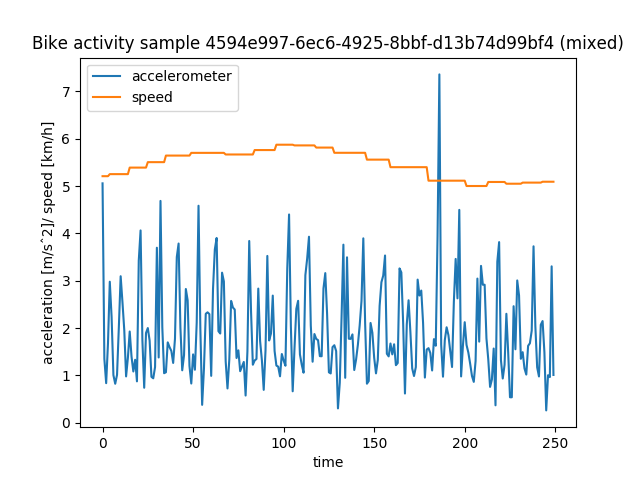 Bike activity sample 4594e997-6ec6-4925-8bbf-d13b74d99bf4 (mixed)
accelerometer
speed
acceleration [m/s^2]/ speed [km/h]
7
6
5
4
3
2
1
0
0
50
100
150
200
250
time